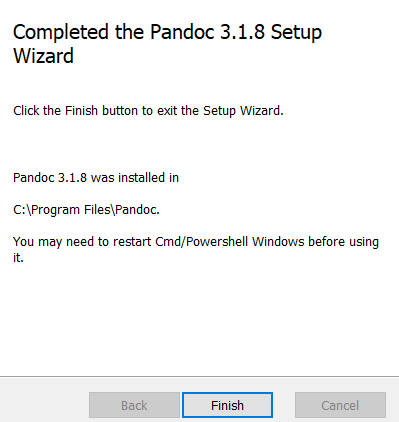 Completed the Pandoc 3.1.8 Setup
Wizard
Click the Finish button to exit the Setup Wizard.
Pandoc 3.1.8 was installed in
C:\Program Files\Pandoc.
You may need to restart Cmd/Powershell Windows before using
it.
Back Finish Cancel